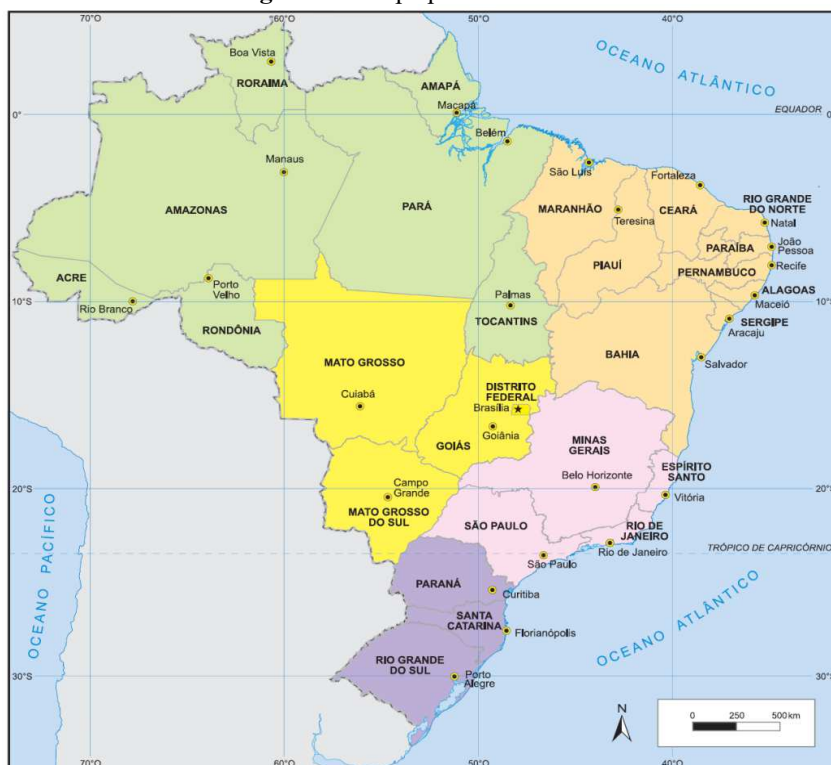 70°O
60°O
50°O
40°O
OCEANO ATLÂNTICO
Boa Vista
RORAIMA
AMAPÁ
Macapá
EQUADOR
0°
0°
Belém
São Luís
Fortaleza
Manaus
AMAZONAS
PARÁ
MARANHÃO
CEARÁ
RIO GRANDE
DO NORTE
Teresina
Natal
PARAÍBA
João
Pessoa
PIAUÍ
PERNAMBUCO
Recife
ACRE
Porto
Velho
Rio Branco
ALAGOAS
Maceió
10°S
10°S
Palmas
TOCANTINS
SERGIPE
Aracaju
RONDÔNIA
BAHIA
MATO GROSSO
Salvador
DISTRITO
FEDERAL
Brasília
Cuiabá
Goiânia
GOIÁS
MINAS
GERAIS
ESPÍRITO
SANTO
Campo
Grande
Belo Horizonte
20°S
20°S
Vitória
MATO GROSSO
DO SUL
SÃO PAULO
RIO DE
JANEIRO
Rio de Janeiro
São Paulo
TRÓPICO DE CAPRICÓRNIO
OCEANO PACÍFICO
PARANÁ
Curitiba
OCEANO ATLÂNTICO
SANTA
CATARINA
Florianópolis
RIO GRANDE
DO SUL
Porto
Alegre
30°S
30°S
N
0 250 500 km
70°O
60°O
50°O
40°O